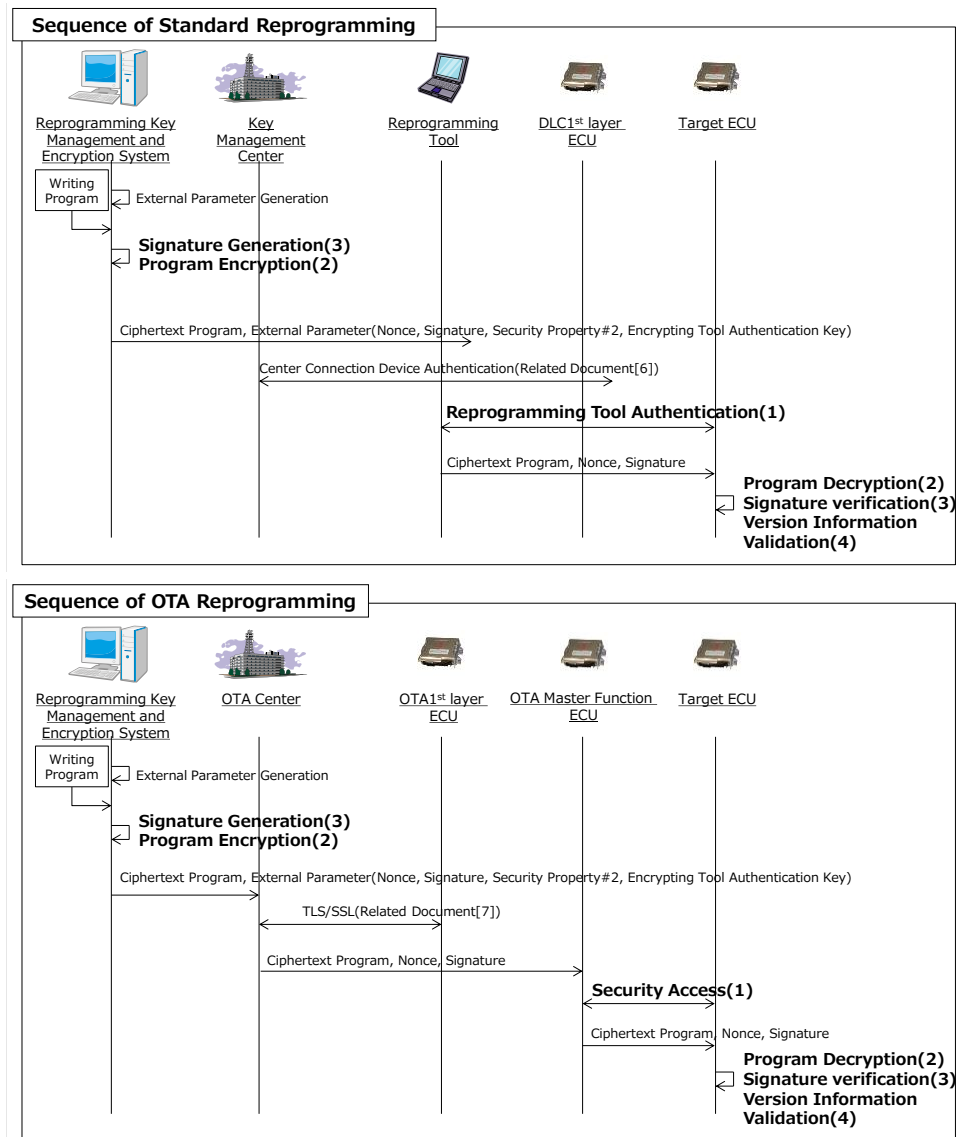 Sequence of Standard Reprogramming
Reprogramming Key
Management and
Encryption System
Key
Management
Center
Reprogramming
Tool
DLC1st layer
ECU
Target ECU
Writing
Program
External Parameter Generation
Signature Generation(3)
Program Encryption(2)
Ciphertext Program, External Parameter(Nonce, Signature, Security Property#2, Encrypting Tool Authentication Key)
Center Connection Device Authentication(Related Document[6])
Reprogramming Tool Authentication(1)
Ciphertext Program, Nonce, Signature
Program Decryption(2)
Signature verification(3)
Version Information
Validation(4)
Sequence of OTA Reprogramming
Reprogramming Key
Management and
Encryption System
OTA Center
OTA1st layer
ECU
OTA Master Function
ECU
Target ECU
Writing
Program
External Parameter Generation
Signature Generation(3)
Program Encryption(2)
Ciphertext Program, External Parameter(Nonce, Signature, Security Property#2, Encrypting Tool Authentication Key)
TLS/SSL(Related Document[7])
Ciphertext Program, Nonce, Signature
Security Access(1)
Ciphertext Program, Nonce, Signature
Program Decryption(2)
Signature verification(3)
Version Information
Validation(4)